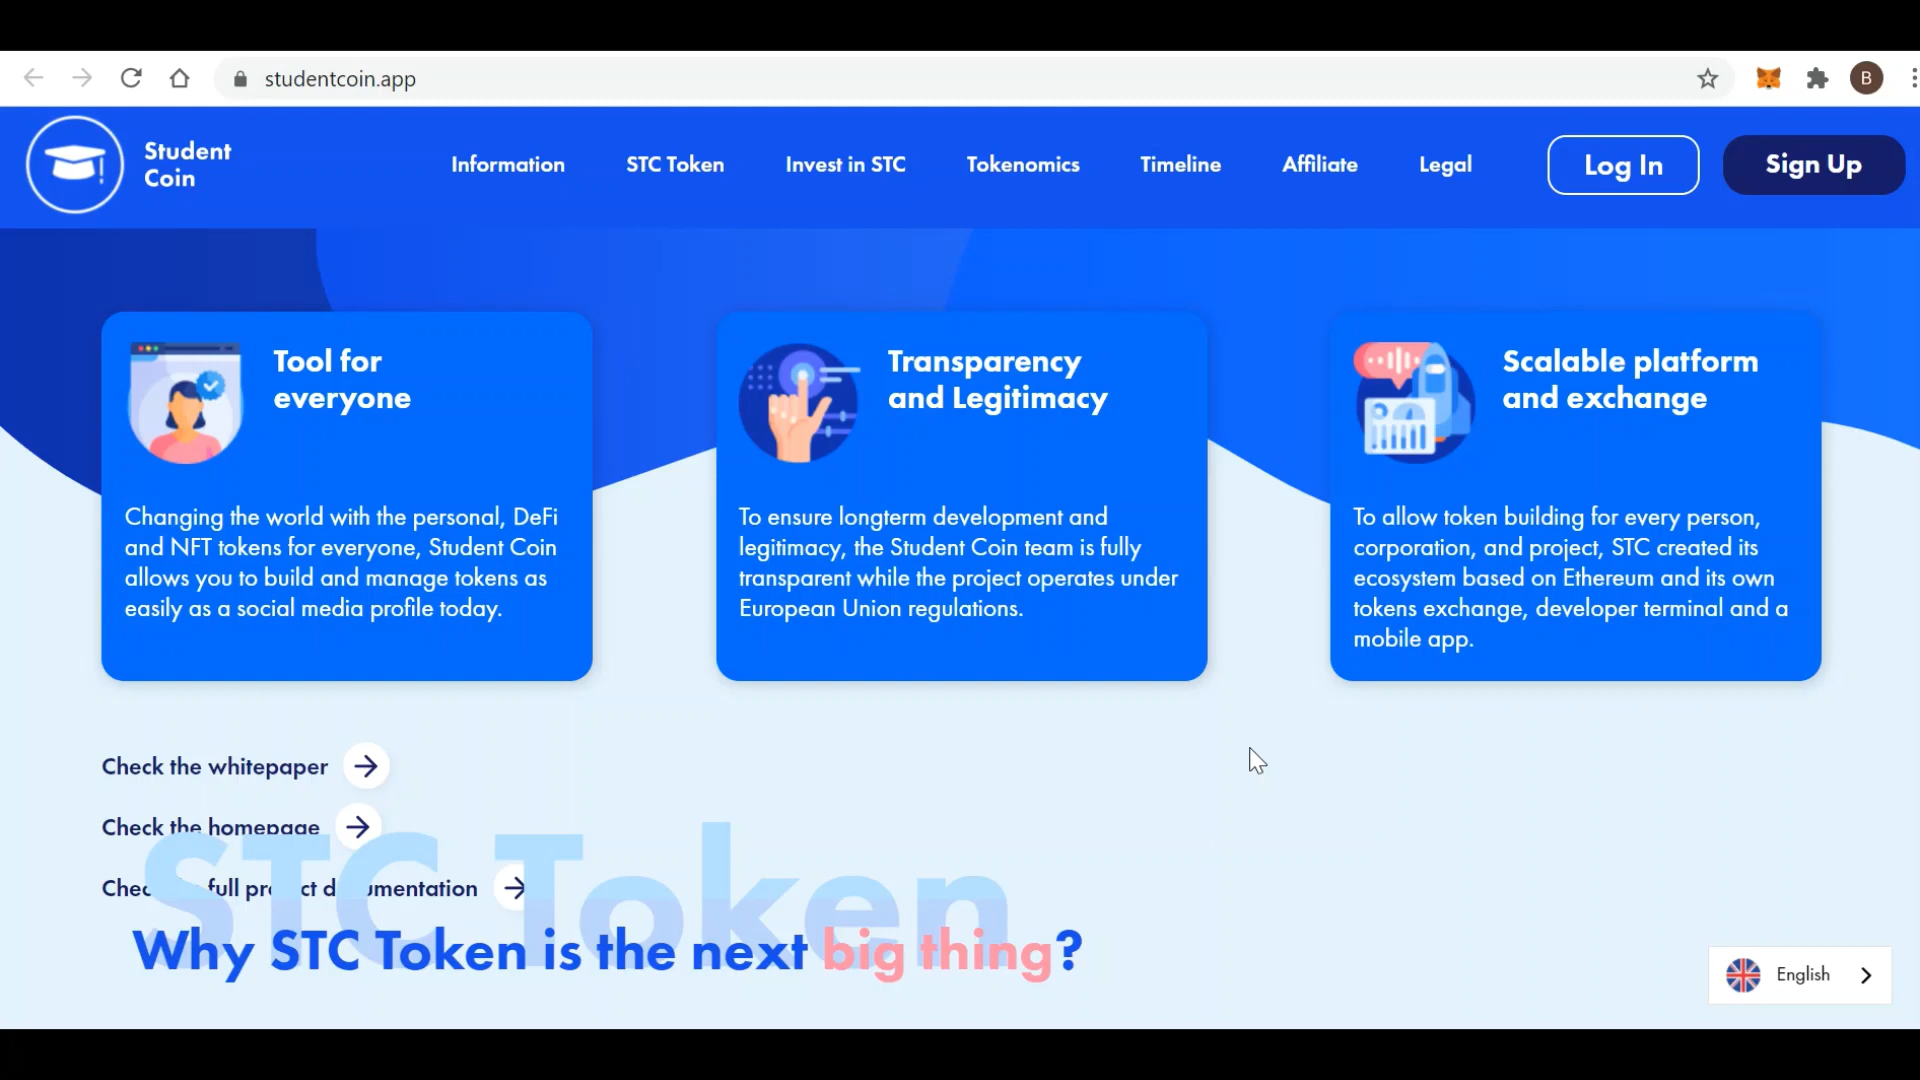 studentcoin.app
B
Student
Coin
Information
STC Token
Invest in STC
Tokenomics
Timeline
Affiliate
Legal
Log In
Sign Up
Tool for
everyone
Changing the world with the personal, DeFi
and NFT tokens for everyone, Student Coin
allows you to build and manage tokens as
easily as a social media profile today.
Transparency
and Legitimacy
To ensure longterm development and
legitimacy, the Student Coin team is fully
transparent while the project operates under
European Union regulations.
Scalable platform
and exchange
To allow token building for every person,
corporation, and project, STC created its
ecosystem based on Ethereum and its own
tokens exchange, developer terminal and a
mobile app.
Check the whitepaper
Check the homepage
full documentation
STC Token
Why STC Token is the next big thing?
English